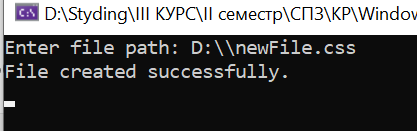 D:\Styding\III КУРС\II семестр\СПЗ\КР\Window
Enter file path: D:\\newFile.css
File created successfully.